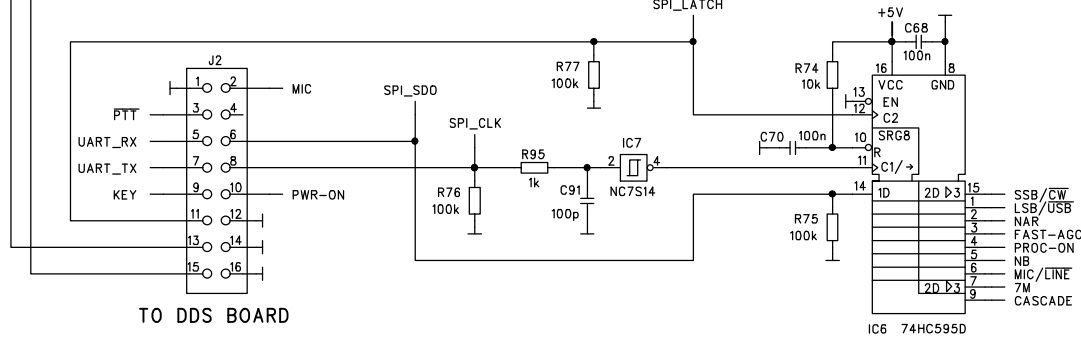 SPI_LATCH
+5V
C68
100n
J2
R77
100k
R74
10k
16
8
VCC
GND
1
2
MIC
SPI_SDO
13
EN
12
C2
PTT
3
4
C70
100n
10
SRG8
R
UART_RX
5
6
SPI_CLK
IC7
11
C1/→
UART_TX
7
8
R95
1k
2
4
NC7S14
KEY
9
10
PWR-ON
R76
100k
C91
100p
14
1D
2D ▷3
15
SSB/CW
1
LSB/USB
11
12
R75
100k
2
NAR
3
FAST-AGC
13
14
4
PROC-ON
5
NB
15
16
6
MIC/LINE
2D ▷3
7
7M
9
CASCADE
TO DDS BOARD
IC6 74HC595D